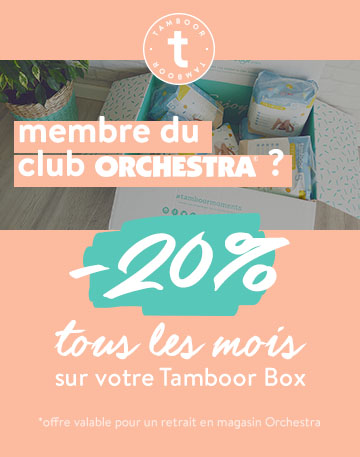 TAMBOOR
t
TAMBOOR
membre du
club ORCHESTRA ?
#tamboormoments
-20%
tous les mois
sur votre Tamboor Box
*offre valable pour un retrait en magasin Orchestra